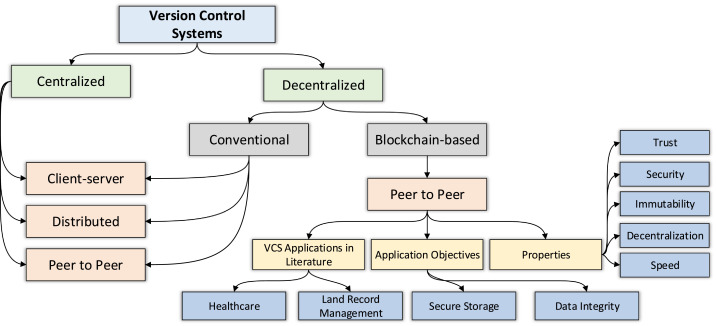 Version Control
Systems
Centralized
Decentralized
Conventional
Blockchain-based
Trust
Client-server
Security
Peer to Peer
Immutability
Distributed
Decentralization
VCS Applications in
Literature
Application Objectives
Properties
Peer to Peer
Speed
Healthcare
Land Record
Management
Secure Storage
Data Integrity